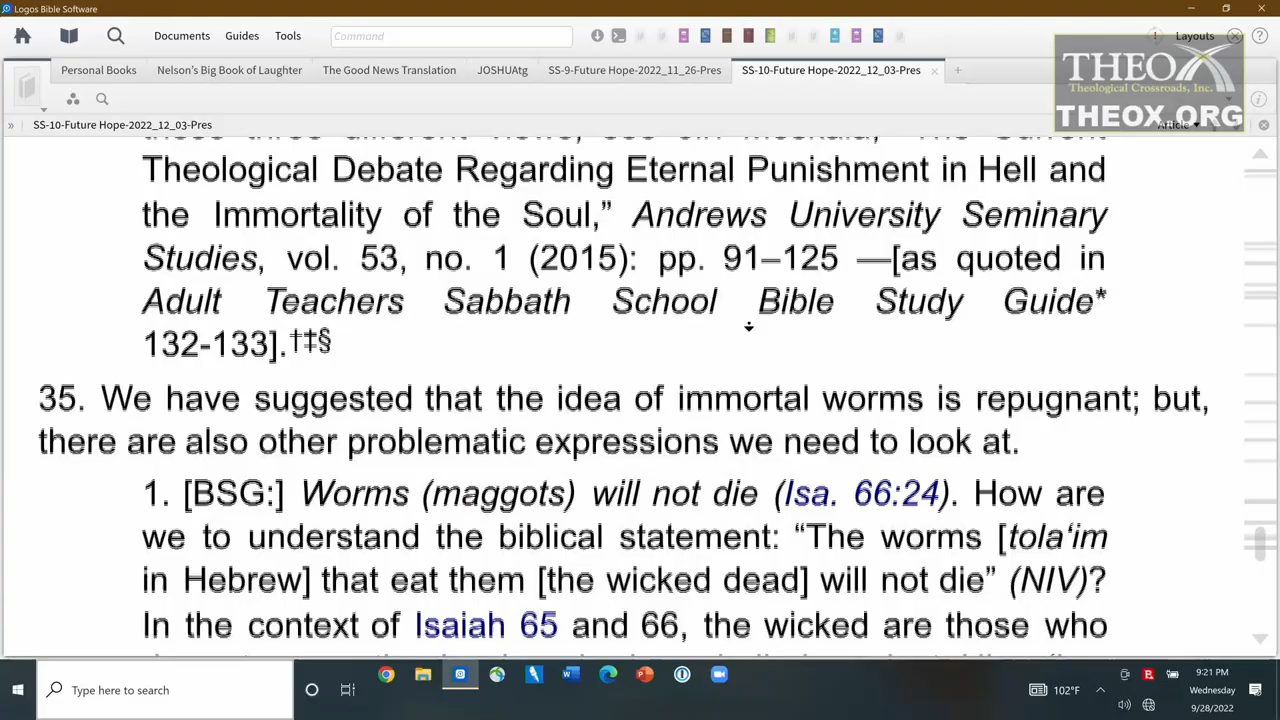 Logos Bible Software
Documents Guides Tools Command Layouts
THEOX
Theological Crossroads, Inc.
THEOX.ORG
Personal Books Nelson's Big Book of Laughter The Good News Translation JOSHUAtg SS-9-Future Hope-2022_11_26-Pres SS-10-Future Hope-2022_12_03-Pres
SS-10-Future Hope-2022_12_03-Pres Article
Theological Debate Regarding Eternal Punishment in Hell and
the Immortality of the Soul,” Andrews University Seminary
Studies, vol. 53, no. 1 (2015): pp. 91–125 —[as quoted in
Adult Teachers Sabbath School Bible Study Guide*
132-133].†‡§
35. We have suggested that the idea of immortal worms is repugnant; but,
there are also other problematic expressions we need to look at.
1. [BSG:] Worms (maggots) will not die (Isa. 66:24). How are
we to understand the biblical statement: “The worms [tola‘im
in Hebrew] that eat them [the wicked dead] will not die” (NIV)?
In the context of Isaiah 65 and 66, the wicked are those who
Type here to search
102°F
9:21 PM
Wednesday
9/28/2022